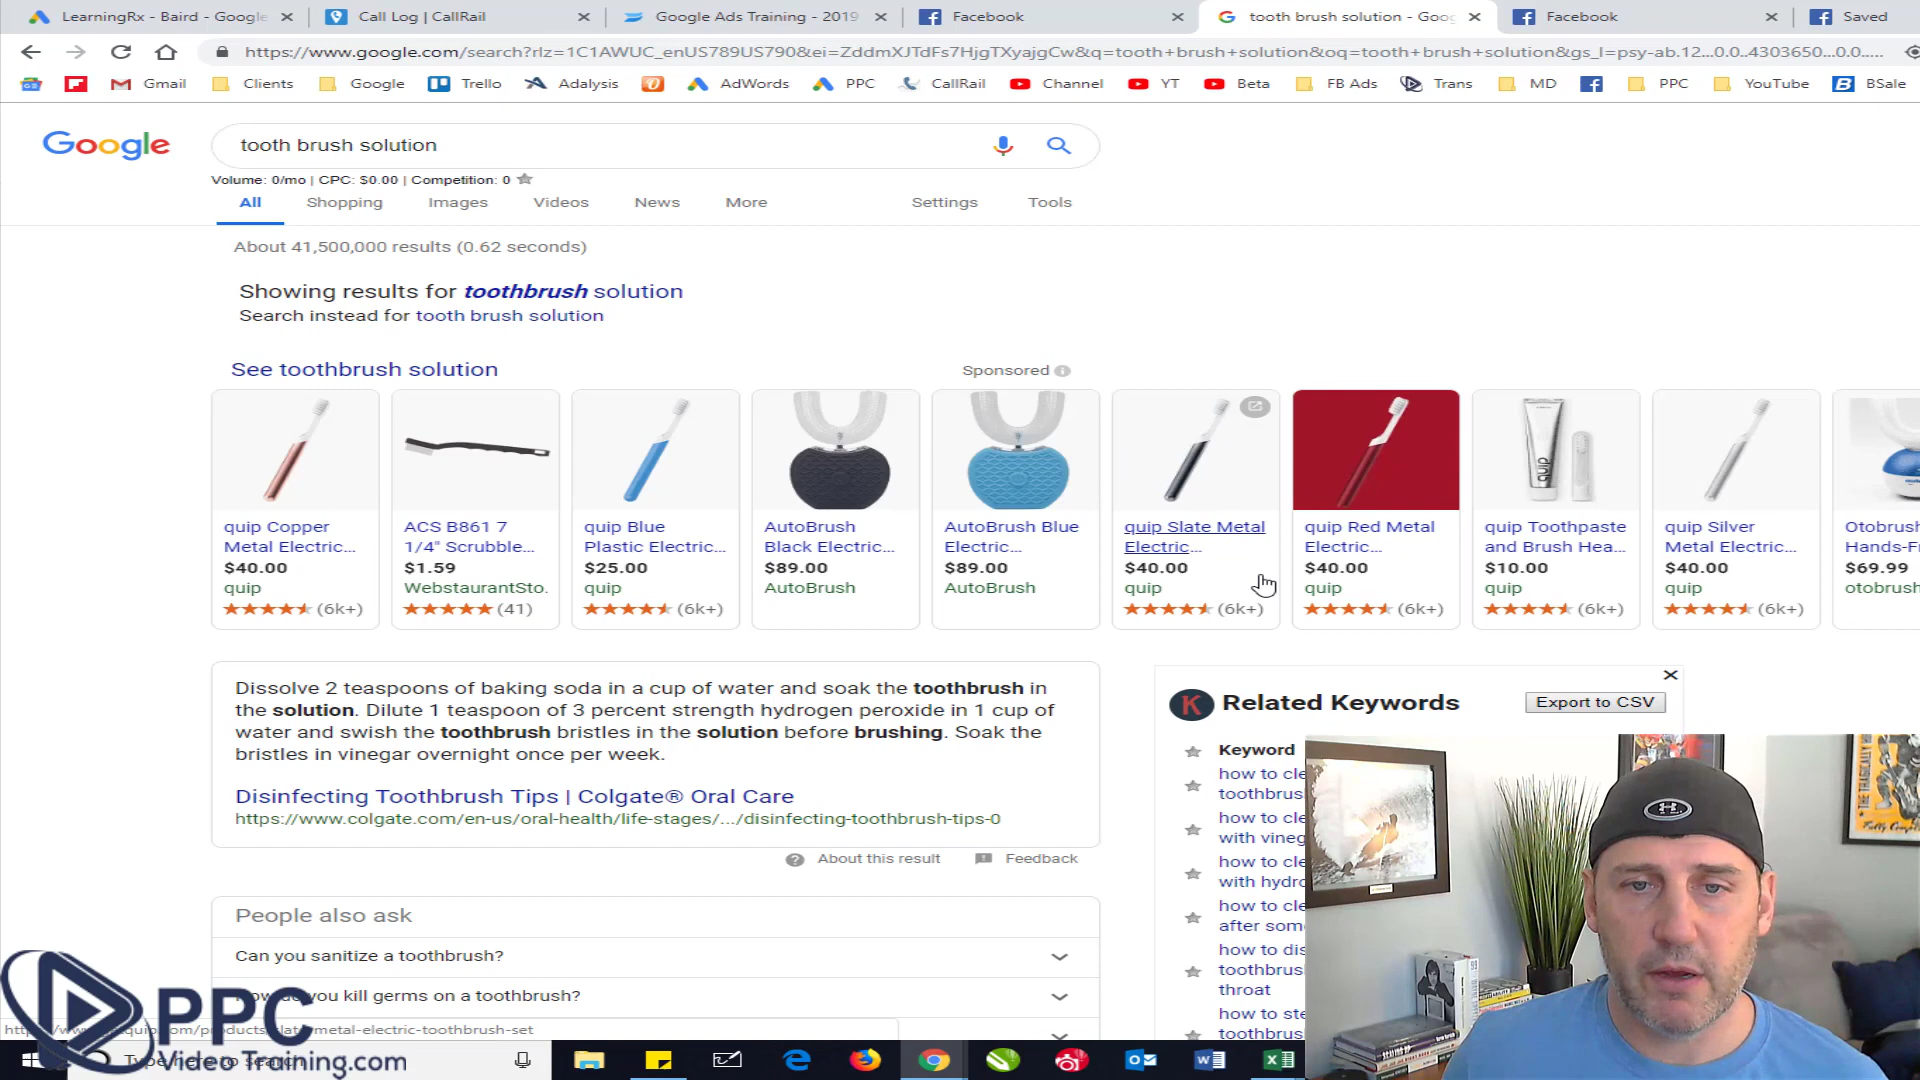 LearningRx - Baird - Google
Call Log | CallRail
Google Ads Training - 2019
Facebook
tooth brush solution - Goog
Facebook
Saved
https://www.google.com/search?rlz=1C1AWUC_enUS789US790&ei=ZddmXJTdFs7HjgTXyajgCw&q=tooth+brush+solution&oq=tooth+brush+solution&gs_l=psy-ab.12...0.0..4303650...0.0.....
Gmail Clients Google Trello Adalysis AdWords PPC CallRail Channel YT Beta FB Ads Trans MD PPC YouTube BSale
Google
tooth brush solution
Volume: 0/mo | CPC: $0.00 | Competition: 0
All Shopping Images Videos News More Settings Tools
About 41,500,000 results (0.62 seconds)
Showing results for toothbrush solution
Search instead for tooth brush solution
See toothbrush solution
Sponsored
quip
quip Copper
Metal Electric...
$40.00
quip
(6k+)
ACS B861 7
1/4" Scrubble...
$1.59
WebstaurantSto.
(41)
quip Blue
Plastic Electric...
$25.00
quip
(6k+)
AutoBrush
Black Electric...
$89.00
AutoBrush
AutoBrush Blue
Electric...
$89.00
AutoBrush
quip Slate Metal
Electric...
$40.00
quip
(6k+)
quip Red Metal
Electric...
$40.00
quip
(6k+)
quip Toothpaste
and Brush Hea...
$10.00
quip
(6k+)
quip Silver
Metal Electric...
$40.00
quip
(6k+)
Otobrush
Hands-F
$69.99
otobrush
Dissolve 2 teaspoons of baking soda in a cup of water and soak the toothbrush in
the solution. Dilute 1 teaspoon of 3 percent strength hydrogen peroxide in 1 cup of
water and swish the toothbrush bristles in the solution before brushing. Soak the
bristles in vinegar overnight once per week.
Disinfecting Toothbrush Tips | Colgate® Oral Care
https://www.colgate.com/en-us/oral-health/life-stages/.../disinfecting-toothbrush-tips-0
About this result Feedback
People also ask
Can you sanitize a toothbrush?
How do you kill germs on a toothbrush?
K Related Keywords
Export to CSV
Keyword
how to cle
toothbrus
how to cle
with vineg
how to cle
with hydro
how to cle
after som
how to dis
toothbrus
throat
how to ste
toothbrus
metal-electric-toothbrush-set
Type here to search
PPC
Video Training.com